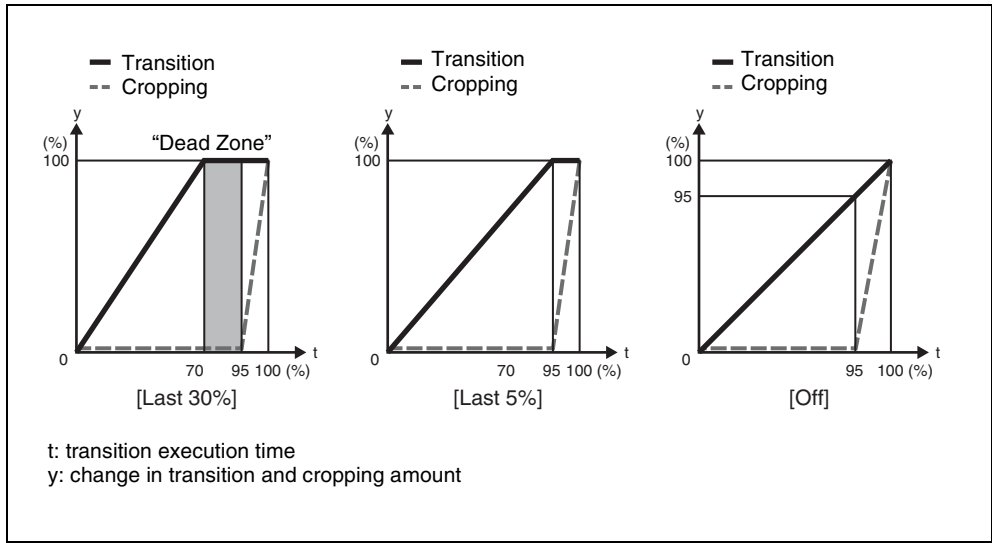 Transition
Cropping
y
(%)
100
"Dead Zone"
0
70 95 100 (%)
t
[Last 30%]
Transition
Cropping
y
(%)
100
0
70 95 100 (%)
t
[Last 5%]
Transition
Cropping
y
(%)
100
95
0
95 100 (%)
t
[Off]
t: transition execution time
y: change in transition and cropping amount